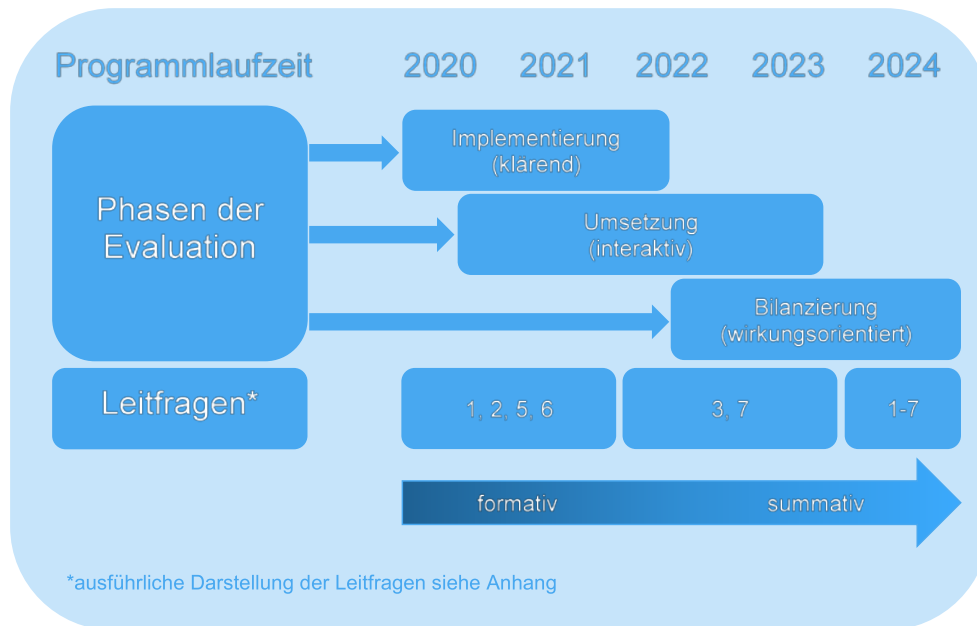 Programmlaufzeit 2020 2021 2022 2023 2024
Phasen der
Evaluation
Implementierung
(klärend)
Umsetzung
(interaktiv)
Bilanzierung
(wirkungsorientiert)
Leitfragen* 1, 2, 5, 6 3, 7 1-7
formativ summativ
*ausführliche Darstellung der Leitfragen siehe Anhang